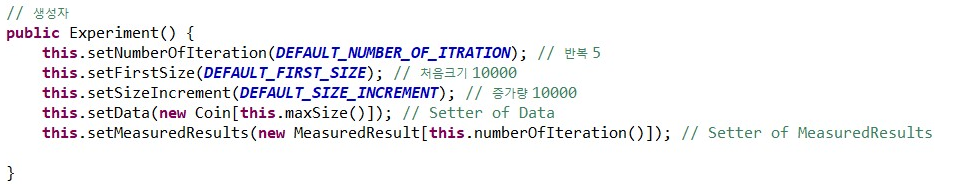 // 생성자
public Experiment() {
    this.setNumberOfIteration(DEFAULT_NUMBER_OF_ITRATION); // 반복 5
    this.setFirstSize(DEFAULT_FIRST_SIZE); // 처음크기 10000
    this.setSizeIncrement(DEFAULT_SIZE_INCREMENT); // 증가량 10000
    this.setData(new Coin[this.maxSize()]); // Setter of Data
    this.setMeasuredResults(new MeasuredResult[this.numberOfIteration()]); // Setter of MeasuredResults
}